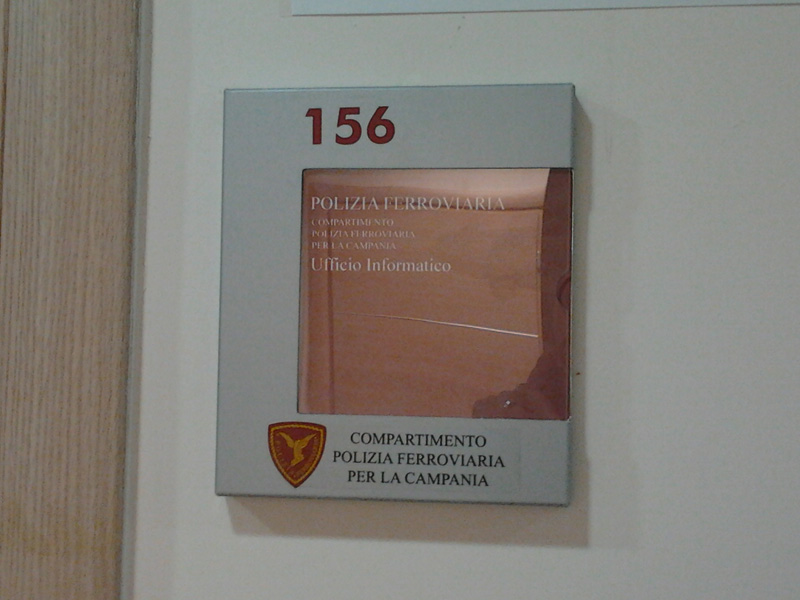 156
POLIZIA FERROVIARIA
COMPARTIMENTO
POLIZIA FERROVIARIA
PER LA CAMPANIA
Ufficio Informatico
COMPARTIMENTO
POLIZIA FERROVIARIA
PER LA CAMPANIA